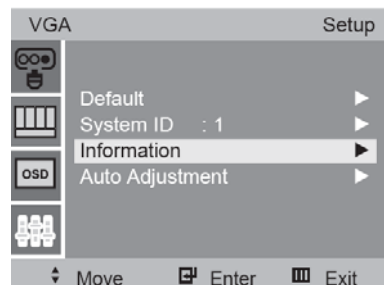 VGA Setup
Default
System ID : 1
Information
OSD
Auto Adjustment
Move Enter Exit